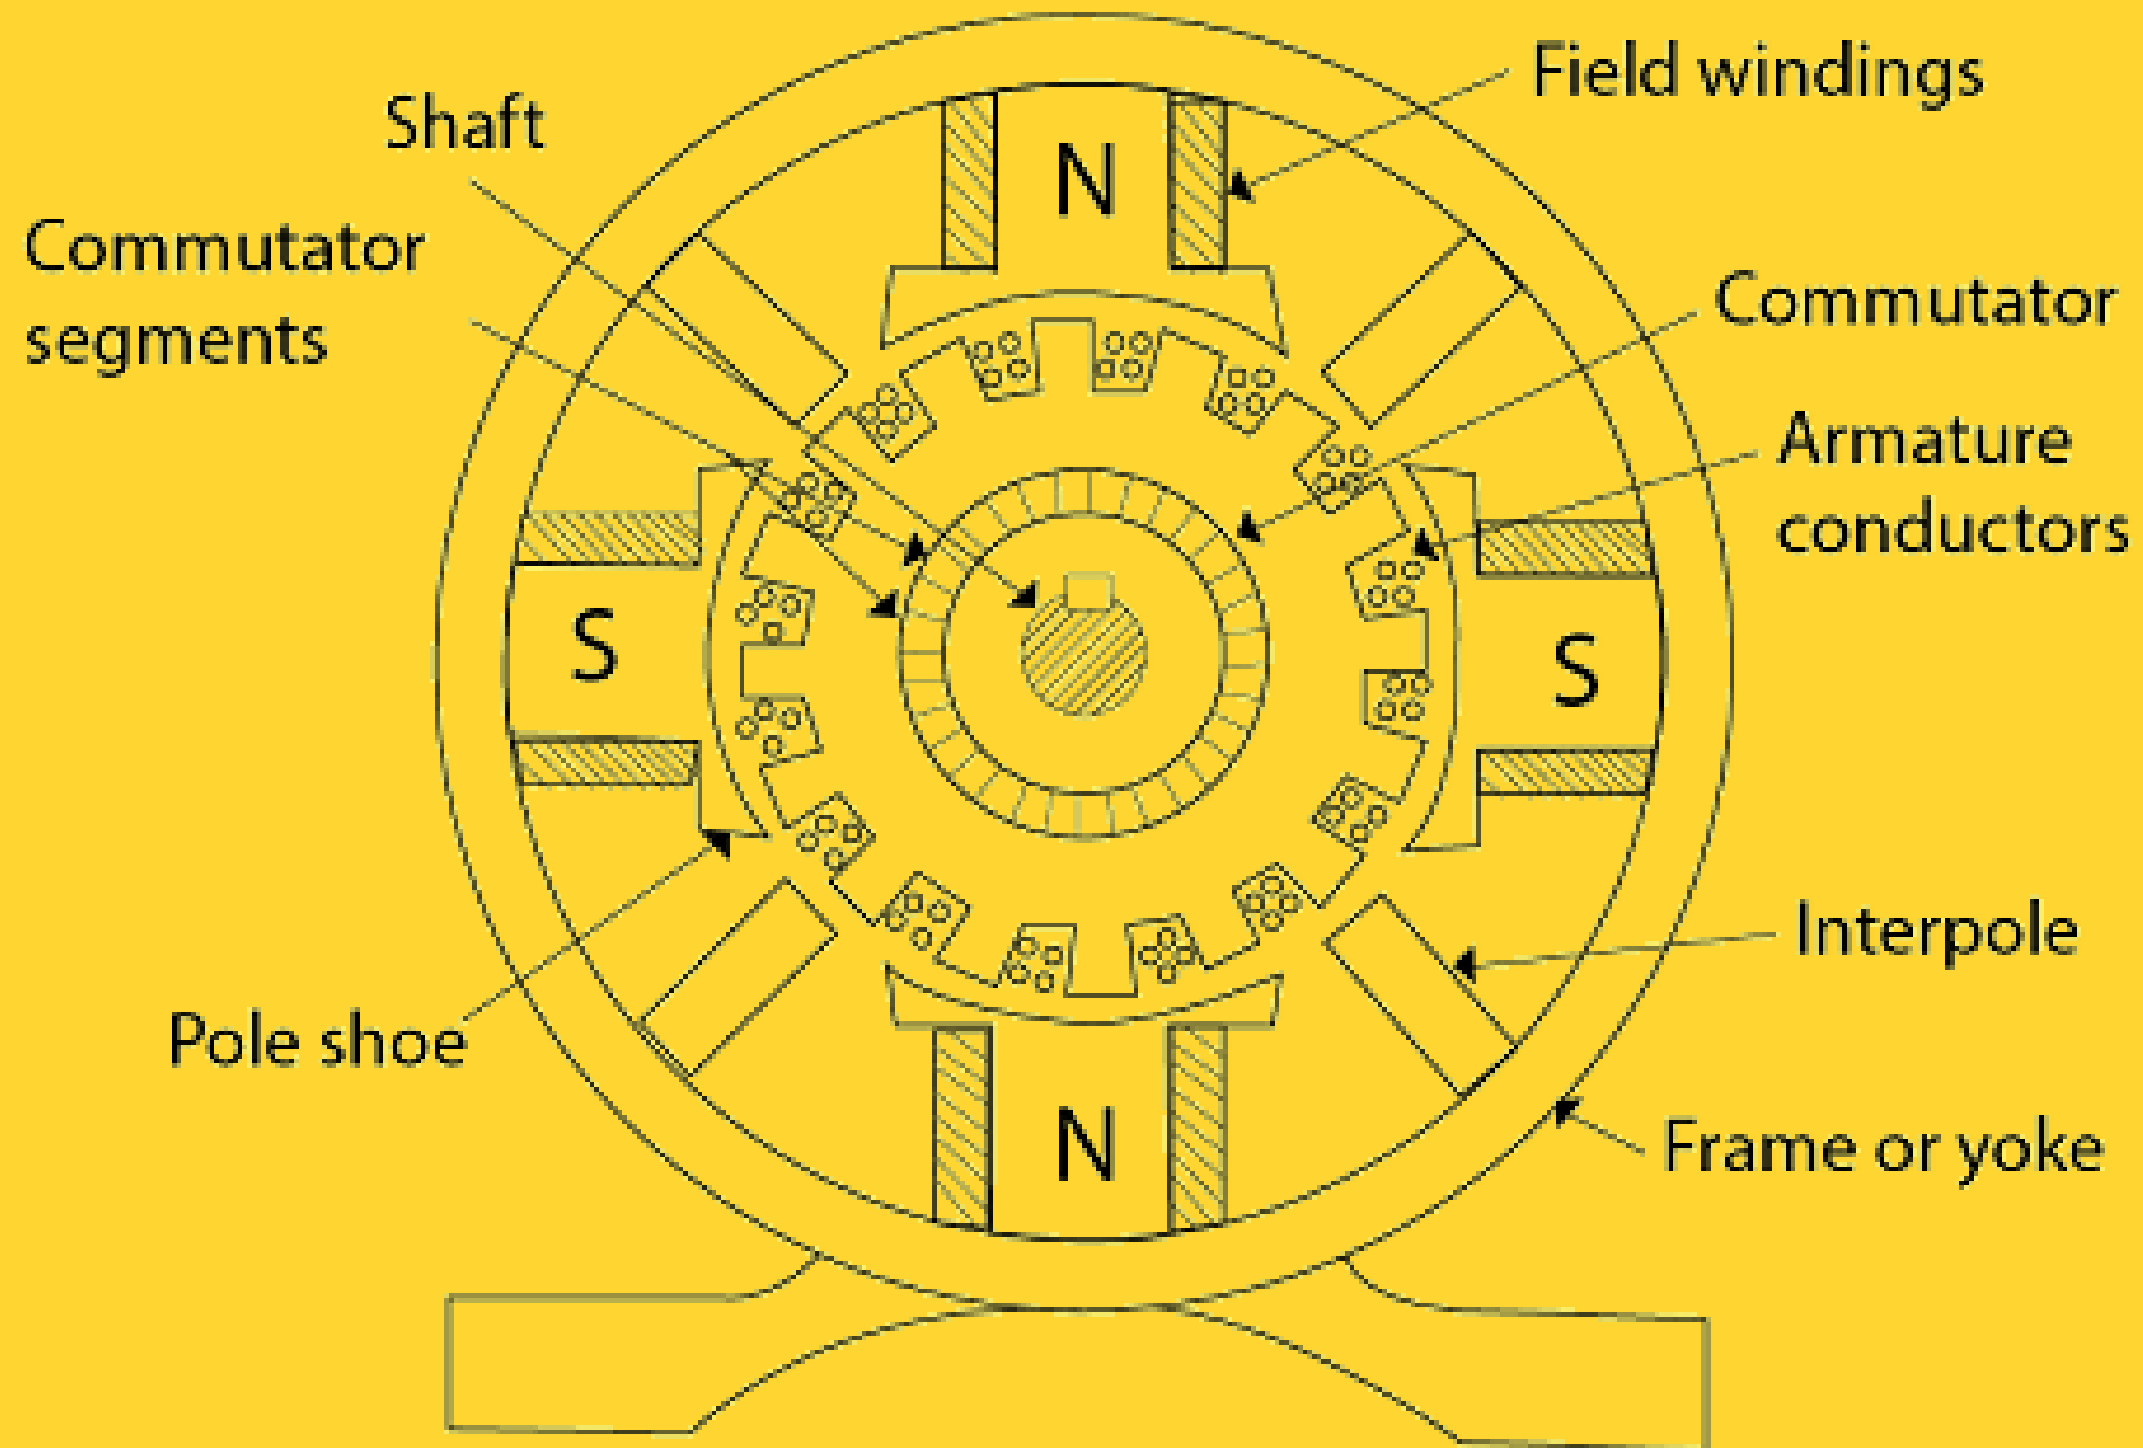 Field windings
Shaft
N
Commutator
segments
Commutator
Armature
conductors
S
S
Interpole
Pole shoe
N
Frame or yoke